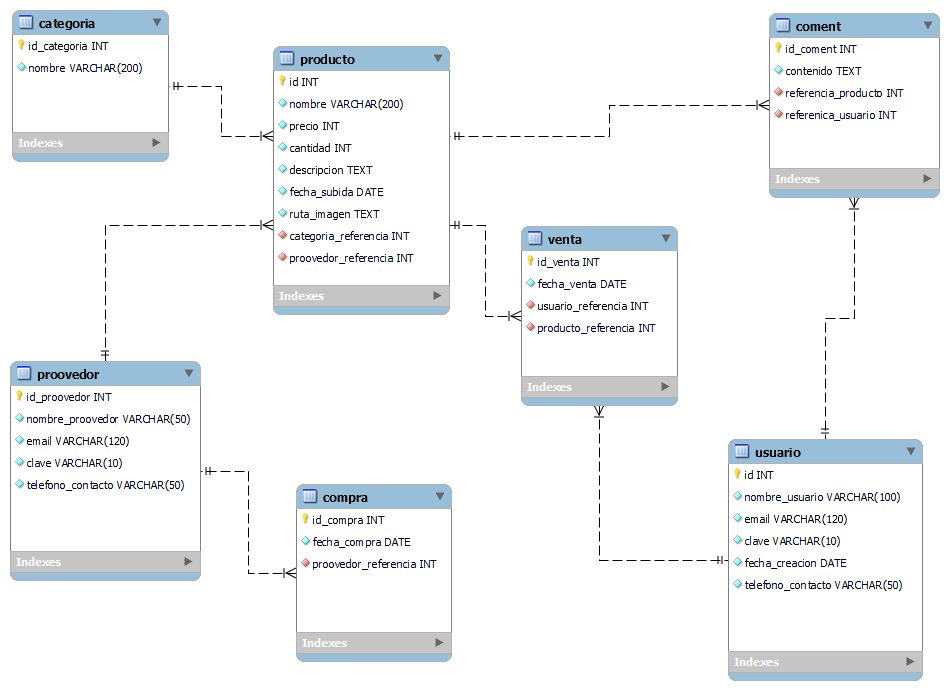 categoria
id_categoria INT
nombre VARCHAR(200)
Indexes
producto
id INT
nombre VARCHAR(200)
precio INT
cantidad INT
descripcion TEXT
fecha_subida DATE
ruta_imagen TEXT
categoria_referencia INT
proovedor_referencia INT
Indexes
coment
id_coment INT
contenido TEXT
referencia_producto INT
referenica_usuario INT
Indexes
venta
id_venta INT
fecha_venta DATE
usuario_referencia INT
producto_referencia INT
Indexes
proovedor
id_proovedor INT
nombre_proovedor VARCHAR(50)
email VARCHAR(120)
clave VARCHAR(10)
telefono_contacto VARCHAR(50)
Indexes
compra
id_compra INT
fecha_compra DATE
proovedor_referencia INT
Indexes
usuario
id INT
nombre_usuario VARCHAR(100)
email VARCHAR(120)
clave VARCHAR(10)
fecha_creacion DATE
telefono_contacto VARCHAR(50)
Indexes